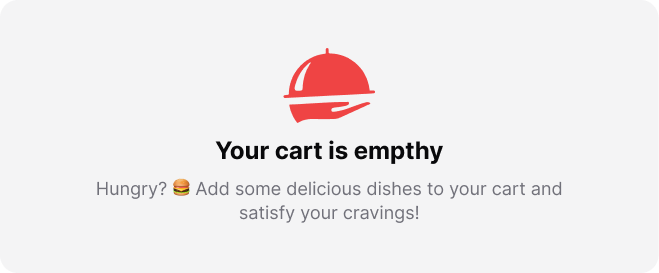 Your cart is empthy
Hungry? 🍔 Add some delicious dishes to your cart and
satisfy your cravings!